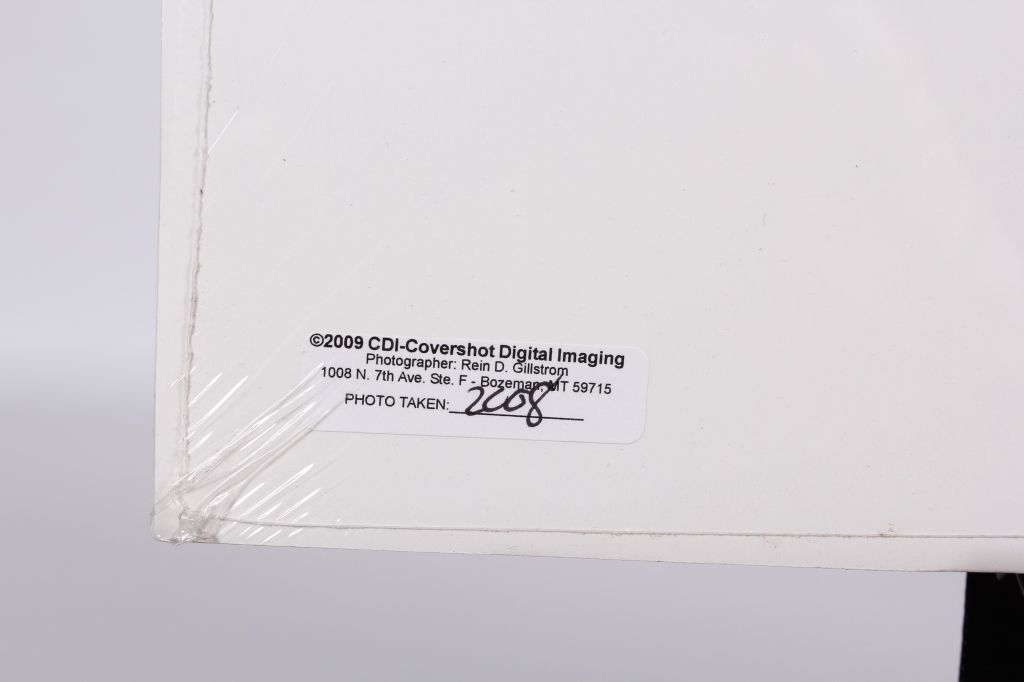 ©2009 CDI-Covershot Digital Imaging
Photographer: Rein D. Gillstrom
1008 N. 7th Ave. Ste. F - Bozeman, MT 59715
PHOTO TAKEN: 2008